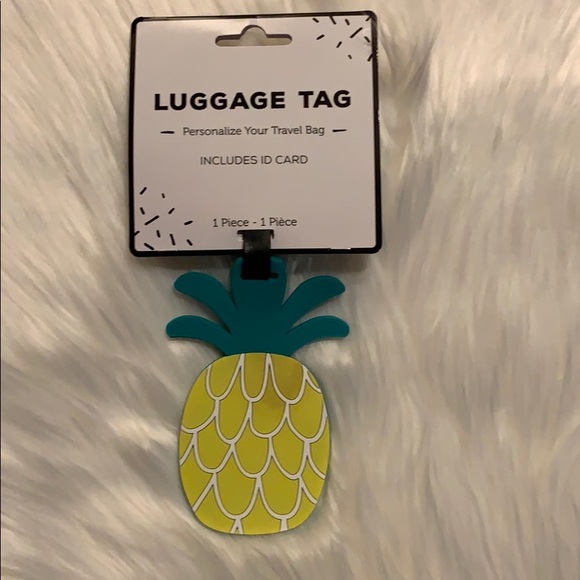 LUGGAGE TAG
Personalize Your Travel Bag
INCLUDES ID CARD
1 Piece - 1 Pièce